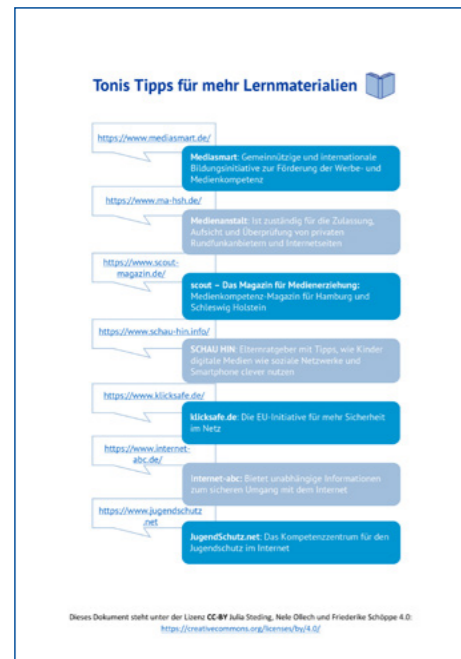 Tonis Tipps für mehr Lernmaterialien
https://www.mediasmart.de/
Mediasmart: Gemeinnützige und internationale
Bildungsinitiative zur Förderung der Werbe- und
Medienkompetenz
https://www.ma-hsh.de/
Medienanstalt: Ist zuständig für die Zulassung,
Aufsicht und Überprüfung von privaten
Rundfunkanbietern und Internetseiten
https://www.scout-
magazin.de/
scout – Das Magazin für Medienerziehung:
Medienkompetenz-Magazin für Hamburg und
Schleswig Holstein
https://www.schau-hin.info/
SCHAU HIN: Elternratgeber mit Tipps, wie Kinder
digitale Medien wie soziale Netzwerke und
Smartphone clever nutzen
https://www.klicksafe.de/
klicksafe.de: Die EU-Initiative für mehr Sicherheit
im Netz
https://www.internet-
abc.de/
Internet-abc: Bietet unabhängige Informationen
zum sicheren Umgang mit dem Internet
https://www.jugendschutz
.net
JugendSchutz.net: Das Kompetenzzentrum für den
Jugendschutz im Internet
Dieses Dokument steht unter der Lizenz CC-BY Julia Steding, Nele Ollech und Friederike Schöppe 4.0:
https://creativecommons.org/licenses/by/4.0/